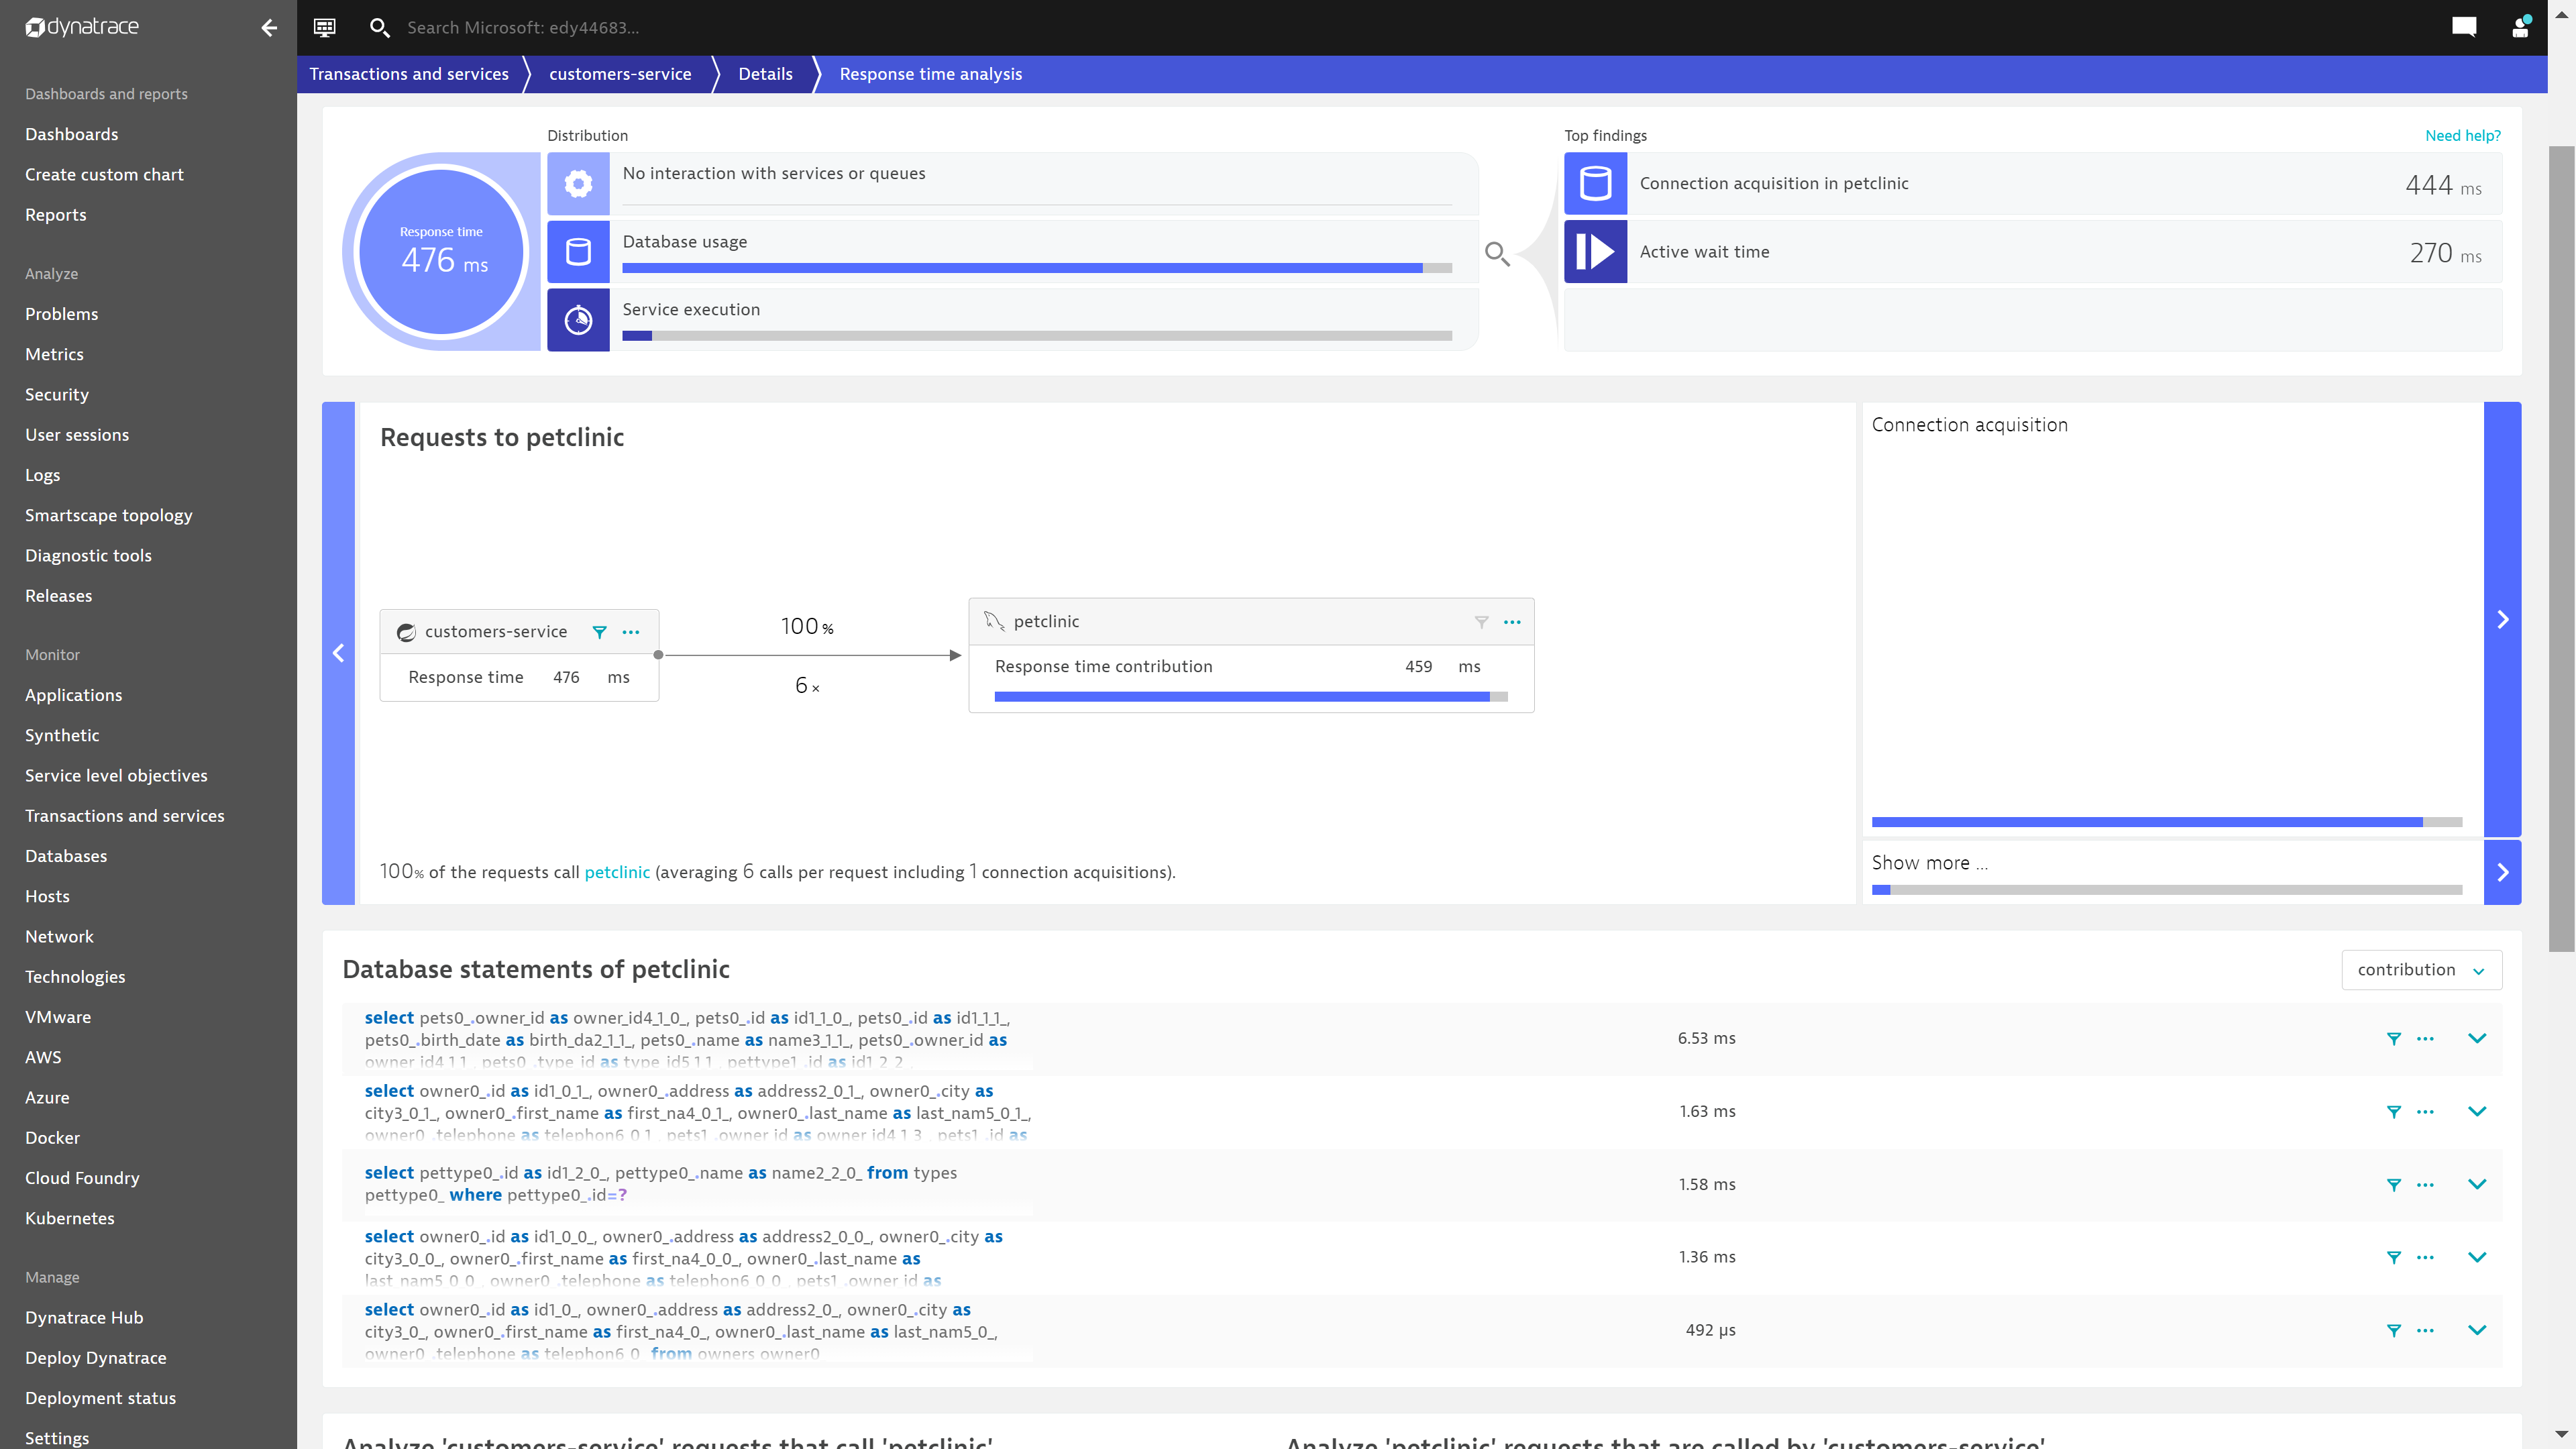 dynatrace
Search Microsoft: edy44683...
Transactions and services
customers-service
Details
Response time analysis
Dashboards and reports
Dashboards
Create custom chart
Reports
Analyze
Problems
Metrics
Security
User sessions
Logs
Smartscape topology
Diagnostic tools
Releases
Monitor
Applications
Synthetic
Service level objectives
Transactions and services
Databases
Hosts
Network
Technologies
VMware
AWS
Azure
Docker
Cloud Foundry
Kubernetes
Manage
Dynatrace Hub
Deploy Dynatrace
Deployment status
Settings
Response time
476 ms
Distribution
No interaction with services or queues
Database usage
Service execution
Top findings
Need help?
Connection acquisition in petclinic
444 ms
Active wait time
270 ms
Requests to petclinic
customers-service
Response time 476 ms
100 %
6 x
petclinic
Response time contribution 459 ms
100% of the requests call petclinic (averaging 6 calls per request including 1 connection acquisitions).
Connection acquisition
Show more ...
Database statements of petclinic
contribution
select pets0_.owner_id as owner_id4_1_0_, pets0_.id as id1_1_0_, pets0_.id as id1_1_1_,
pets0_.birth_date as birth_da2_1_1_, pets0_.name as name3_1_1_, pets0_.owner_id as
owner_id4_1_1_, pets0_.type_id as type_id5_1_1_, pettype1_.id as id1_2_2_,
6.53 ms
select owner0_.id as id1_0_1_, owner0_.address as address2_0_1_, owner0_.city as
city3_0_1_, owner0_.first_name as first_na4_0_1_, owner0_.last_name as last_nam5_0_1_,
owner0_.telephone as telephon6_0_1_, pets1_.owner_id as owner_id4_1_3_, pets1_.id as
1.63 ms
select pettype0_.id as id1_2_0_, pettype0_.name as name2_2_0_ from types
pettype0_ where pettype0_.id=?
1.58 ms
select owner0_.id as id1_0_0_, owner0_.address as address2_0_0_, owner0_.city as
city3_0_0_, owner0_.first_name as first_na4_0_0_, owner0_.last_name as
last_nam5_0_0_, owner0_.telephone as telephon6_0_0_, pets1_.owner_id as
1.36 ms
select owner0_.id as id1_0_, owner0_.address as address2_0_, owner0_.city as
city3_0_, owner0_.first_name as first_na4_0_, owner0_.last_name as last_nam5_0_,
owner0_.telephone as telephon6_0_ from owners owner0_
492 µs
Analyze 'customers-service' requests that call 'petclinic'
Analyze 'petclinic' requests that are called by 'customers-service'